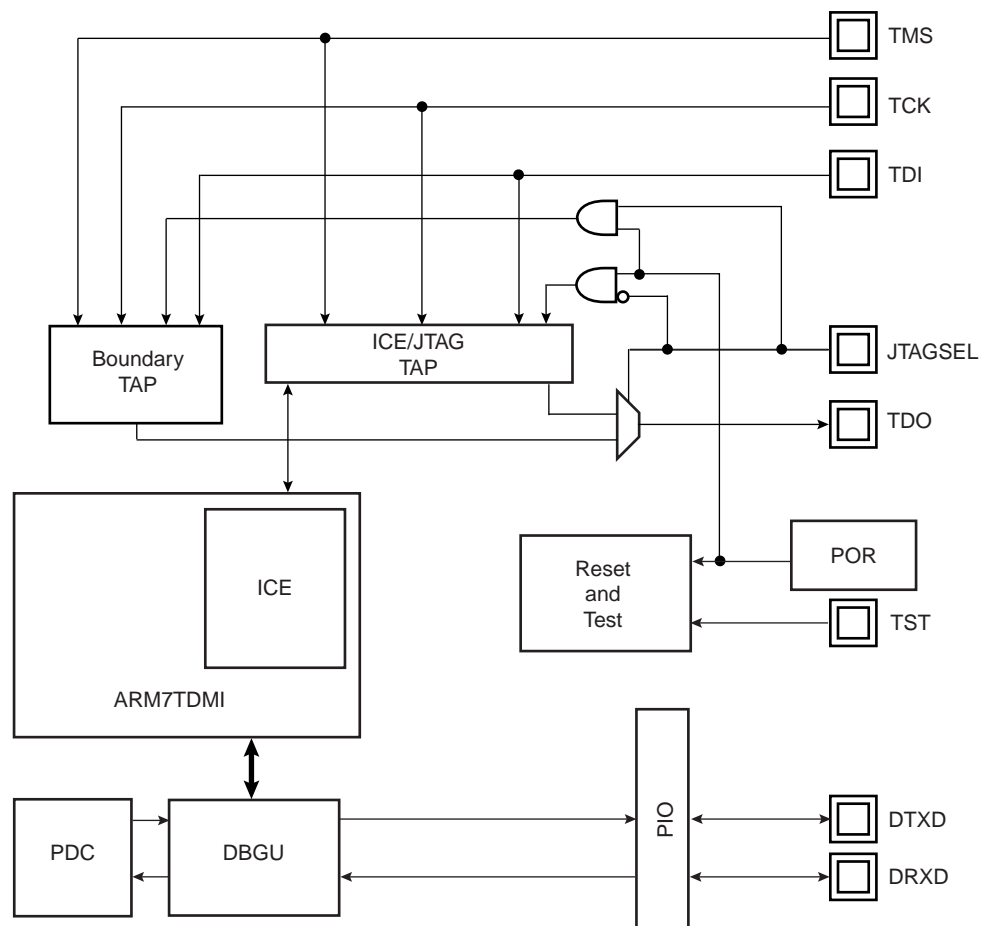 TMS
TCK
TDI
Boundary
TAP
ICE/JTAG
TAP
JTAGSEL
TDO
ICE
ARM7TDMI
Reset
and
Test
POR
TST
PDC
DBGU
PIO
DTXD
DRXD